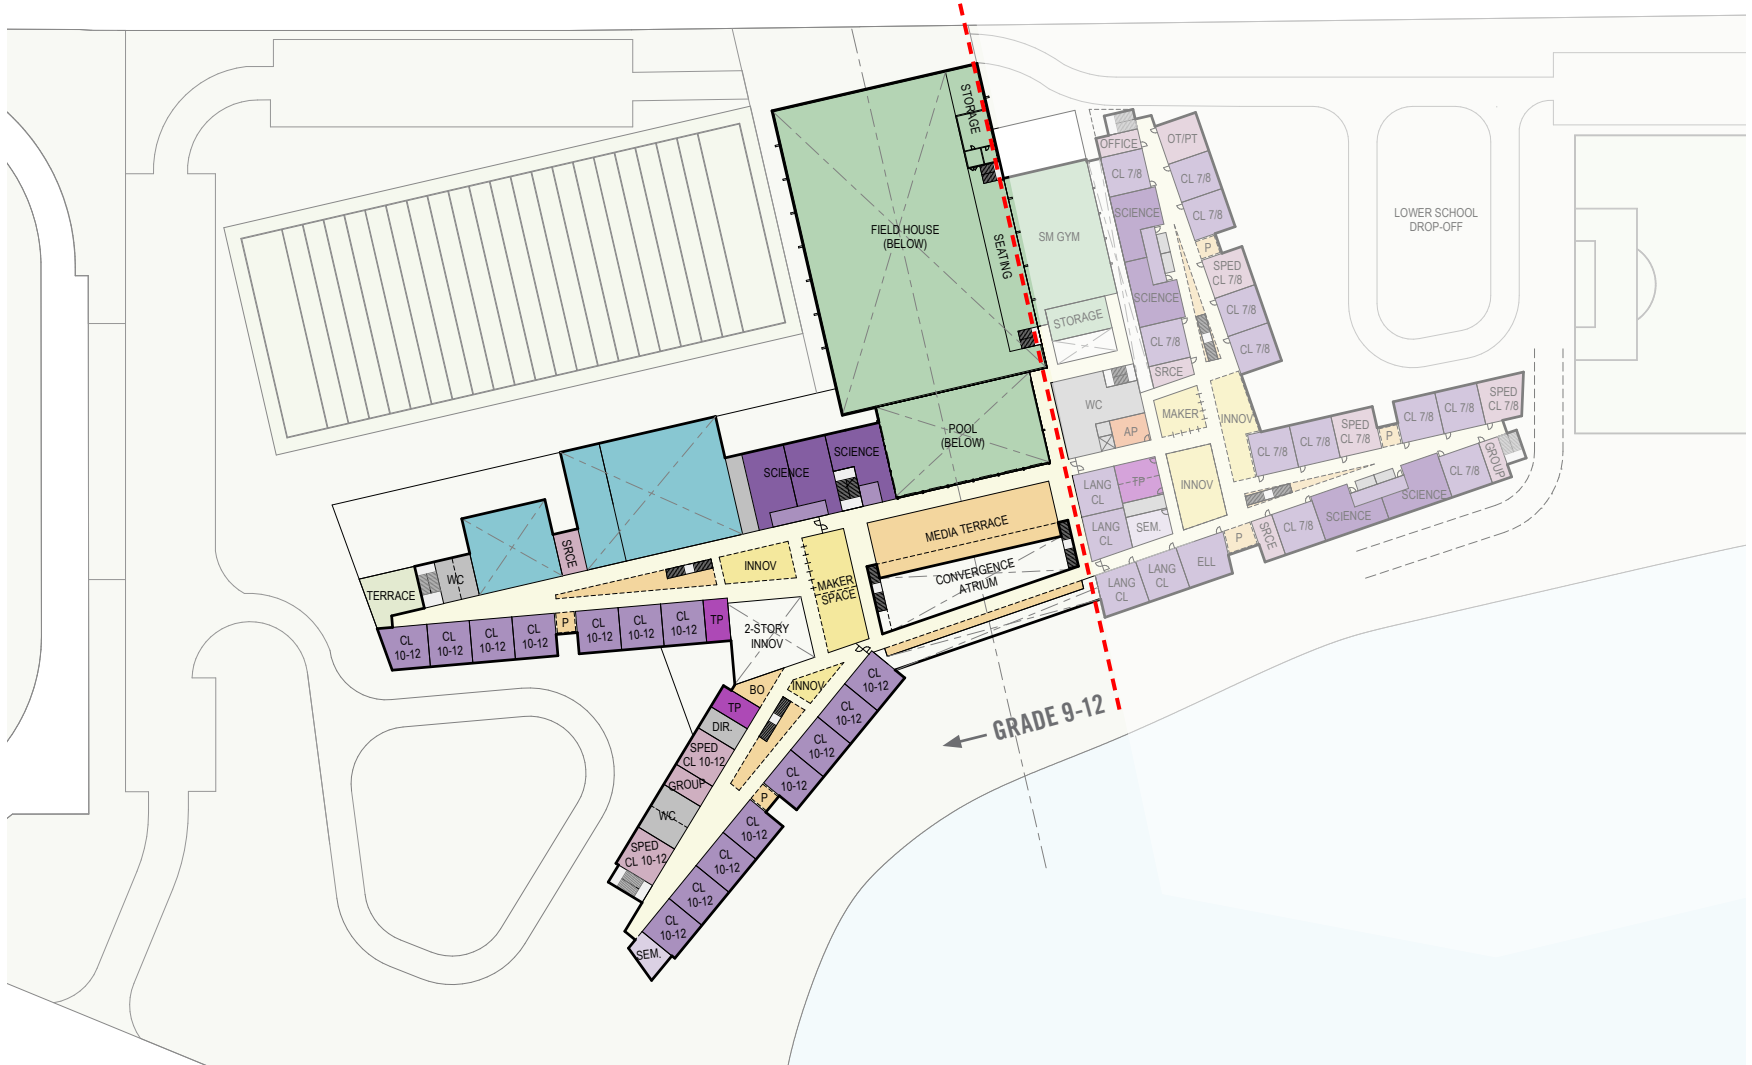 STORAGE
OFFICE
OT/PT
CL 7/8
CL 7/8
SCIENCE
CL 7/8
LOWER SCHOOL
DROP-OFF
FIELD HOUSE
(BELOW)
SEATING
SM GYM
P
SPED
CL 7/8
SCIENCE
CL 7/8
STORAGE
CL 7/8
CL 7/8
SRCE
WC
MAKER
INNOV
AP
SPED
CL 7/8
CL 7/8
CL 7/8
P
SPED
CL 7/8
CL 7/8
CL 7/8
POOL
(BELOW)
SCIENCE
SCIENCE
LANG
CL
TP
INNOV
CL 7/8
GROUP
SCIENCE
SCIENCE
CL 7/8
SRCE
P
LANG
CL
SEM.
MEDIA TERRACE
CONVERGENCE
ATRIUM
LANG
CL
LANG
CL
ELL
SRCE
WC
TERRACE
INNOV
MAKER
SPACE
CL
10-12
CL
10-12
CL
10-12
CL
10-12
P
CL
10-12
CL
10-12
CL
10-12
TP
2-STORY
INNOV
BO
INNOV
CL
10-12
CL
10-12
CL
10-12
CL
10-12
P
CL
10-12
CL
10-12
CL
10-12
CL
10-12
SEM.
TP
DIR.
SPED
CL 10-12
GROUP
WC
SPED
CL 10-12
GRADE 9-12